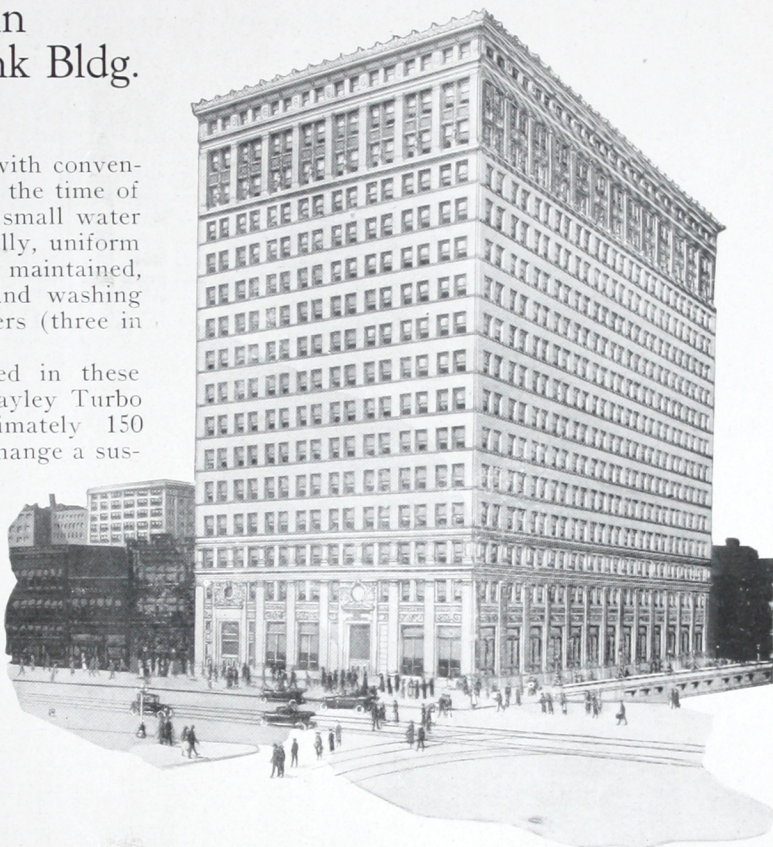 n
nk Bldg.
with conven-
the time of
small water
lly, uniform
maintained,
nd washing
ers (three in
ed in these
ayley Turbo
imately 150
hange a sus-